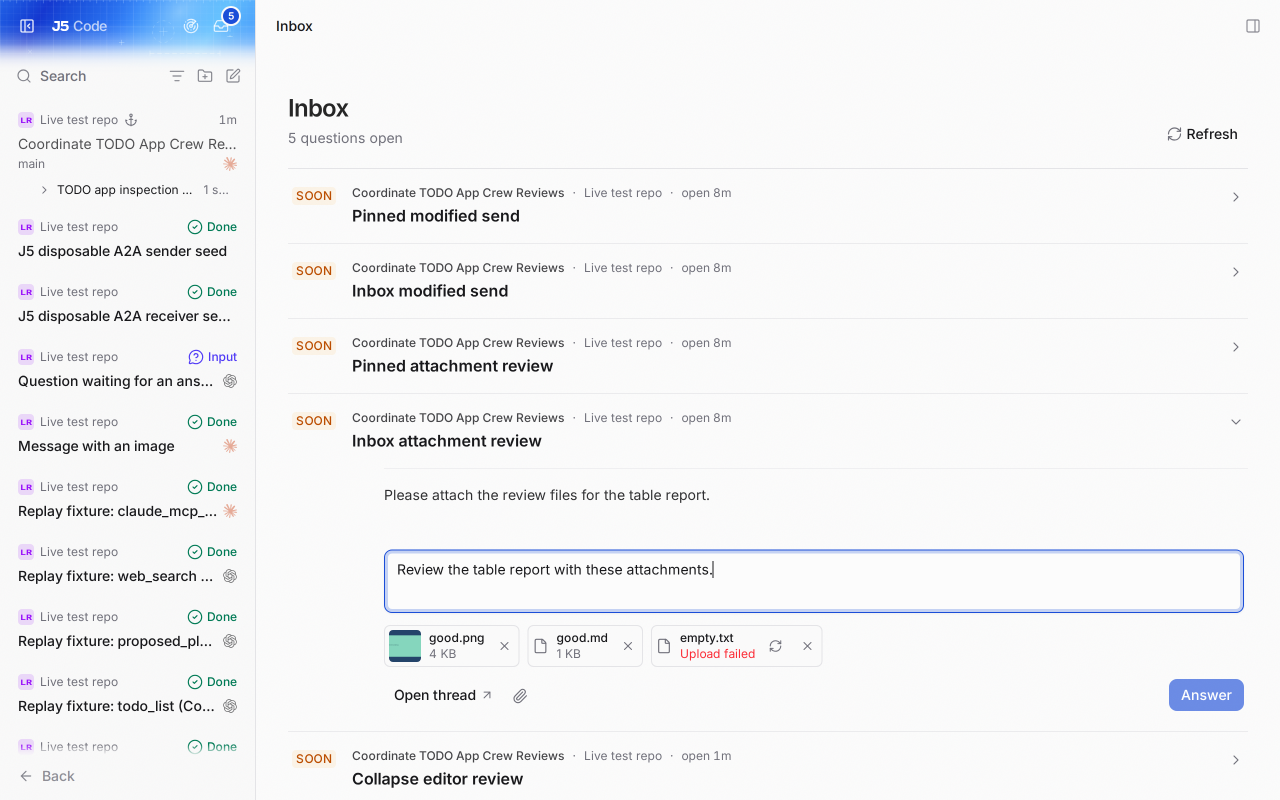 J5 Code
5
Search
LR Live test repo 1m
Coordinate TODO App Crew Re...
main
TODO app inspection ... 1 s...
LR Live test repo Done
J5 disposable A2A sender seed
LR Live test repo Done
J5 disposable A2A receiver se...
LR Live test repo Input
Question waiting for an ans...
LR Live test repo Done
Message with an image
LR Live test repo Done
Replay fixture: claude_mcp_...
LR Live test repo Done
Replay fixture: web_search ...
LR Live test repo Done
Replay fixture: proposed_pl...
LR Live test repo Done
Replay fixture: todo_list (Co...
LR Live test repo Done
Back
Inbox
Inbox
5 questions open
Refresh
SOON Coordinate TODO App Crew Reviews · Live test repo · open 8m
Pinned modified send
SOON Coordinate TODO App Crew Reviews · Live test repo · open 8m
Inbox modified send
SOON Coordinate TODO App Crew Reviews · Live test repo · open 8m
Pinned attachment review
SOON Coordinate TODO App Crew Reviews · Live test repo · open 8m
Inbox attachment review
Please attach the review files for the table report.
Review the table report with these attachments.
good.png
4 KB
good.md
1 KB
empty.txt
Upload failed
Open thread
Answer
SOON Coordinate TODO App Crew Reviews · Live test repo · open 1m
Collapse editor review